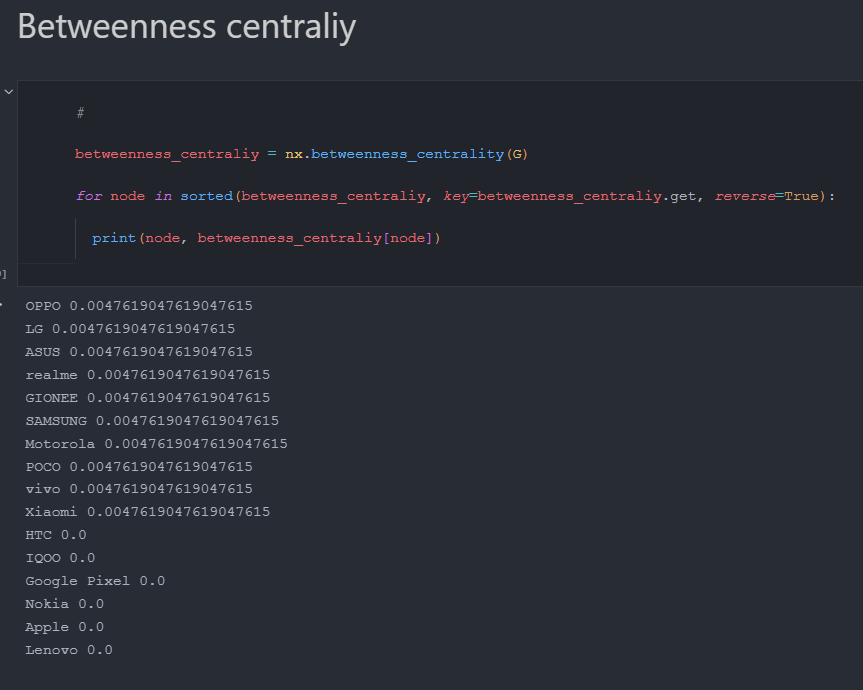 Betweenness centraliy
#
betweenness_centraliy = nx.betweenness_centrality(G)
for node in sorted(betweenness_centraliy, key=betweenness_centraliy.get, reverse=True):
print(node, betweenness_centraliy[node])
OPPO 0.0047619047619047615
LG 0.0047619047619047615
ASUS 0.0047619047619047615
realme 0.0047619047619047615
GIONEE 0.0047619047619047615
SAMSUNG 0.0047619047619047615
Motorola 0.0047619047619047615
POCO 0.0047619047619047615
vivo 0.0047619047619047615
Xiaomi 0.0047619047619047615
HTC 0.0
IQOO 0.0
Google Pixel 0.0
Nokia 0.0
Apple 0.0
Lenovo 0.0